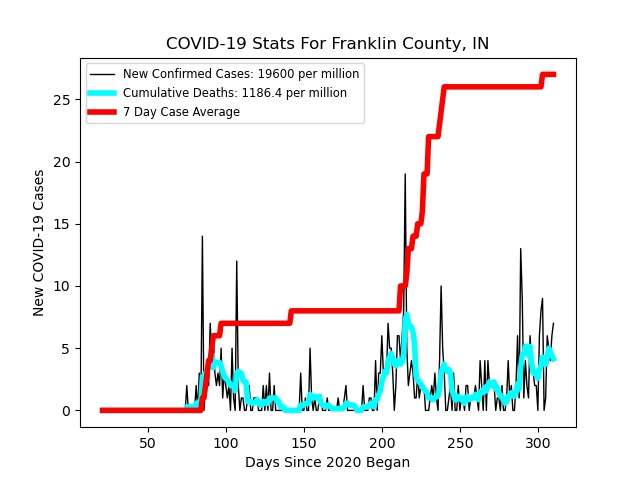 COVID-19 Stats For Franklin County, IN
New Confirmed Cases: 19600 per million
Cumulative Deaths: 1186.4 per million
7 Day Case Average
New COVID-19 Cases
25
20
15
10
5
0
50 100 150 200 250 300
Days Since 2020 Began